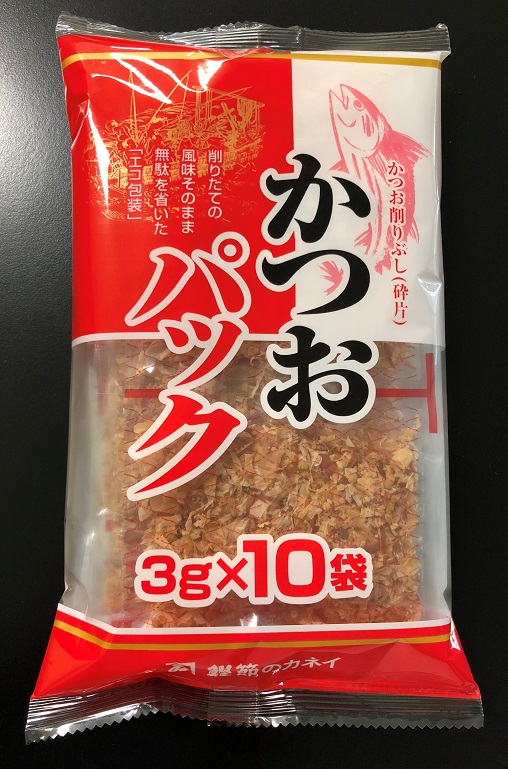 かつお削りぶし(砕片)
かつお
パック
削りたての
風味そのまま
無駄を省いた
「エコ包装」
3g×10袋
鰹節のカネイ